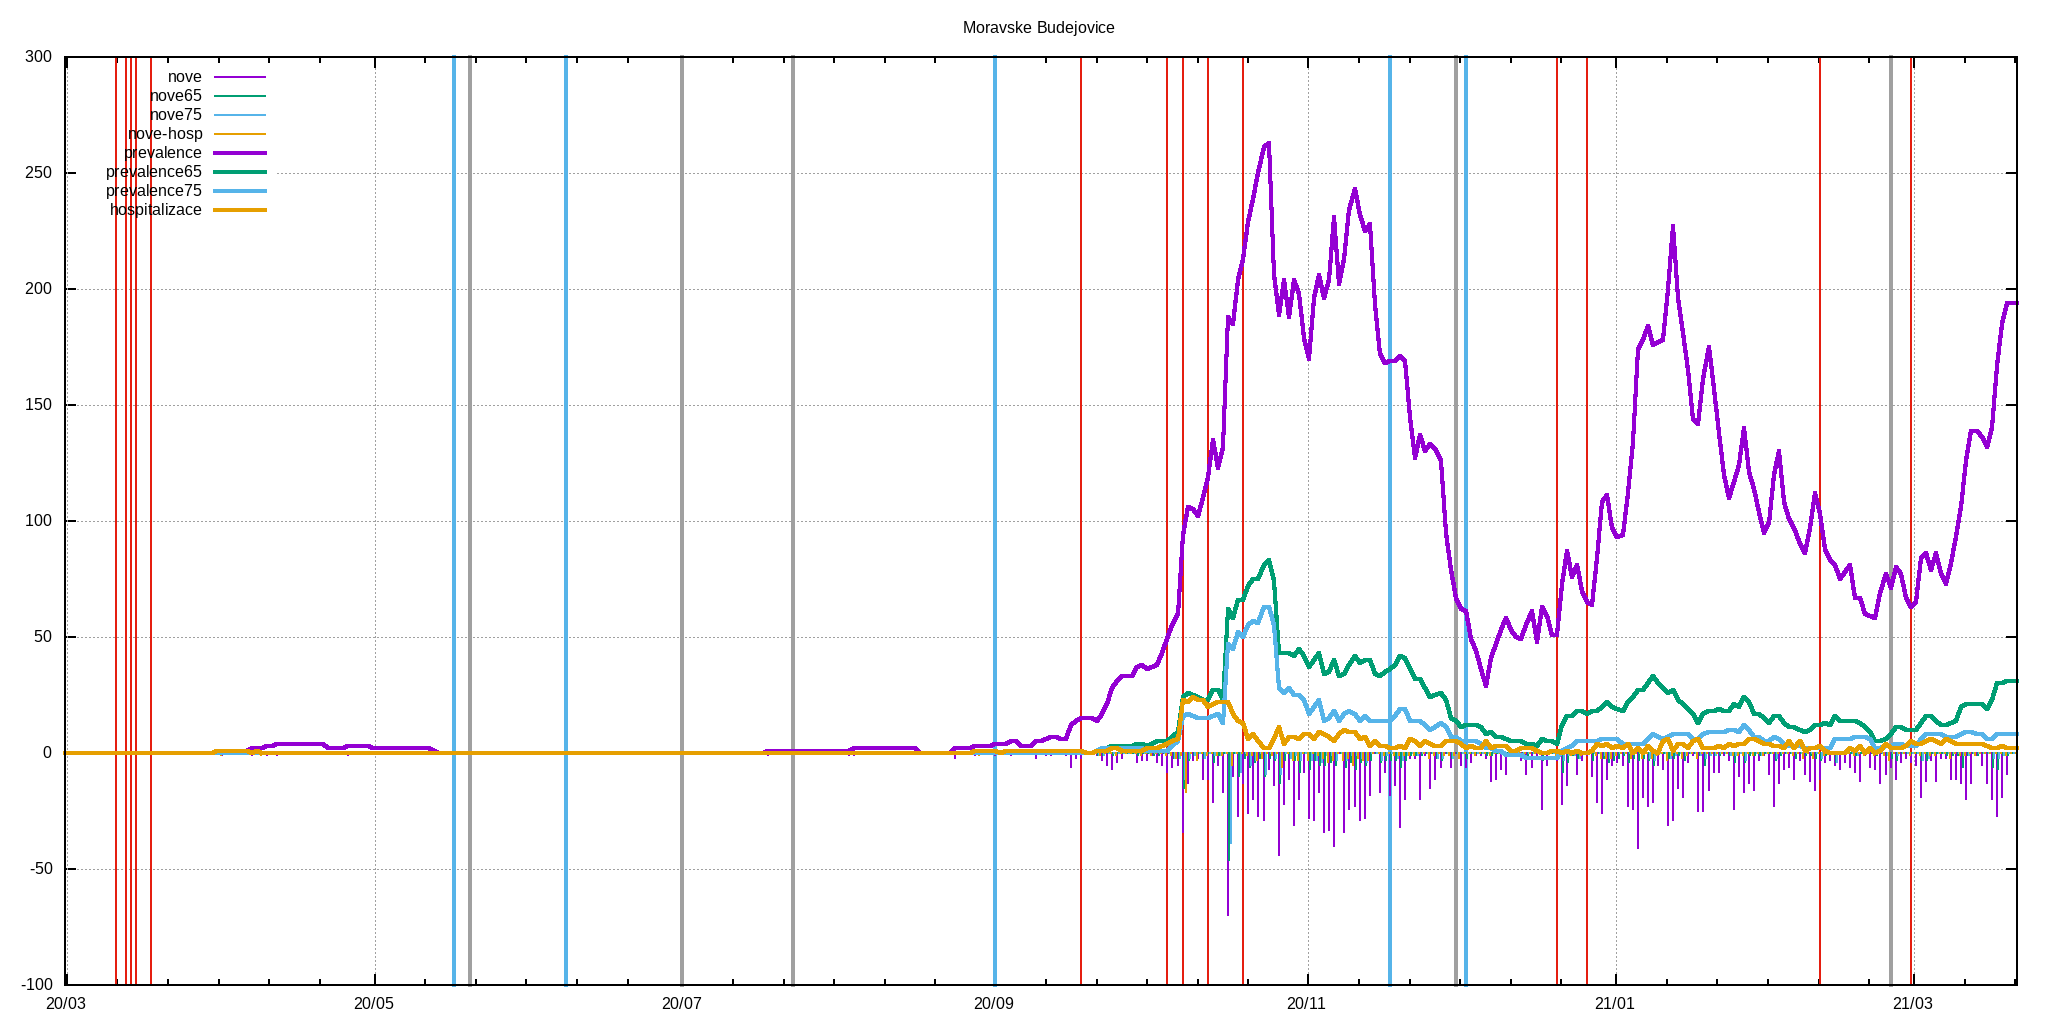 Moravske Budejovice
300
250
200
150
100
50
0
-50
-100
nove
nove65
nove75
nove-hosp
prevalence
prevalence65
prevalence75
hospitalizace
20/03
20/05
20/07
20/09
20/11
21/01
21/03